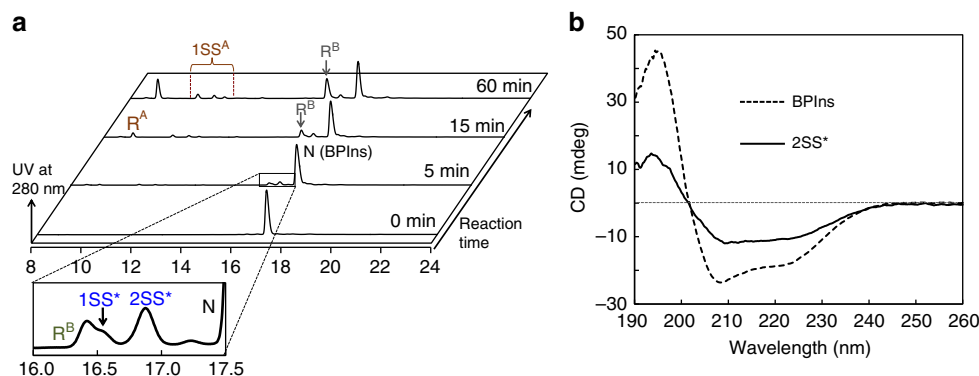 a
1SS^A
R^B
60 min
R^A
R^B
15 min
N (BPIns)
UV at
280 nm
5 min
0 min
Reaction
time
8 10 12 14 16 18 20 22 24
1SS* 2SS* N
R^B
16.0 16.5 17.0 17.5
b
50
30
10
−10
−30
CD (mdeg)
BPIns
2SS*
190 200 210 220 230 240 250 260
Wavelength (nm)